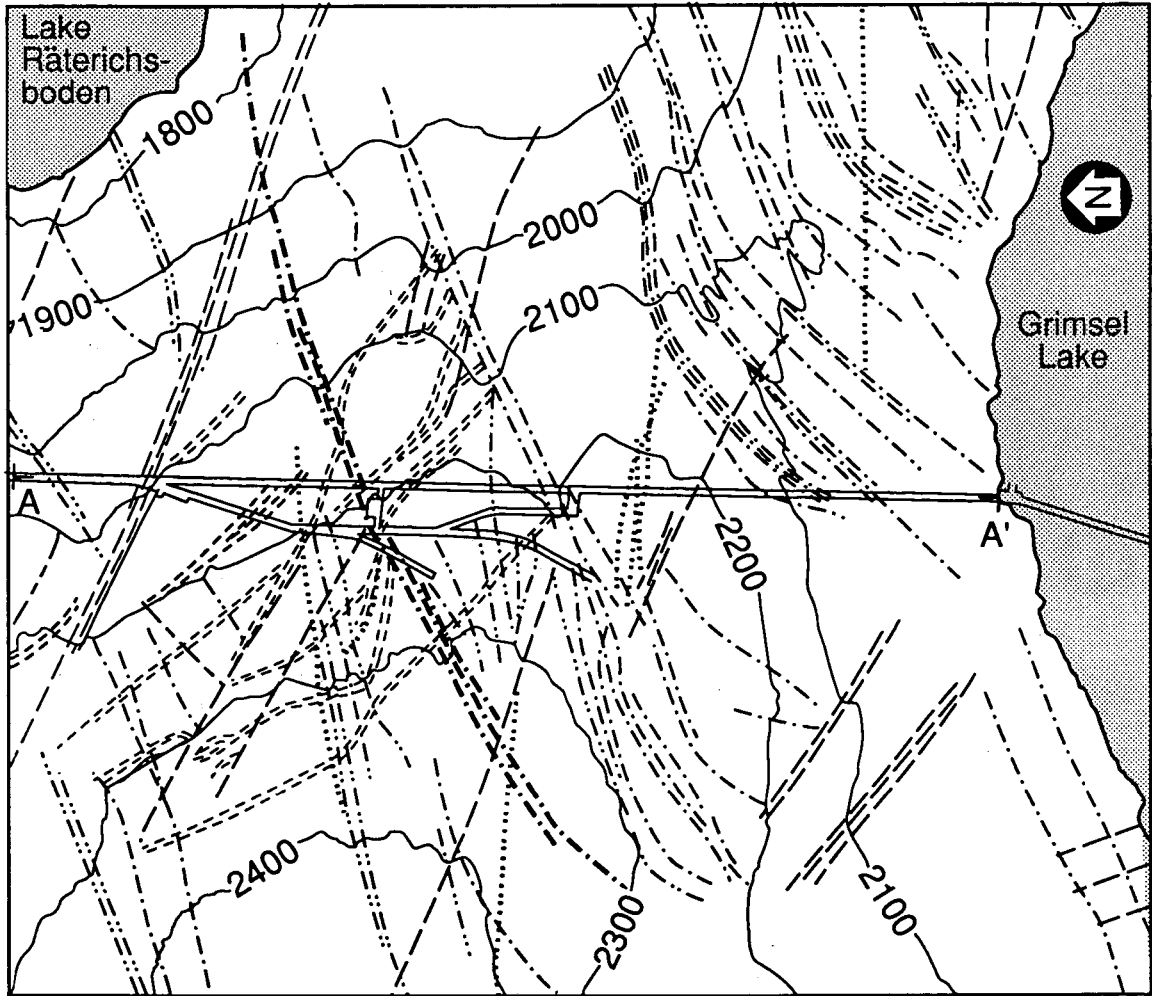 Lake
Räterichs-
boden
1800
N
2000
1900
2100
Grimsel
Lake
A
A'
2200
2400
2300
2100